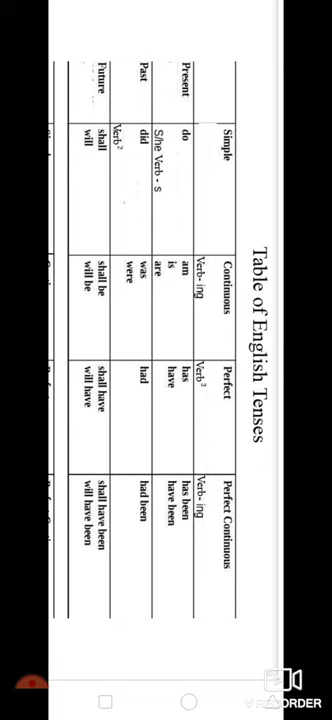 Table of English Tenses
Simple Continuous Perfect Perfect Continuous
Verb- ing Verb³ Verb- ing
Present do am has has been
is have have been
S/he Verb - s are
Past did was had had been
were
Verb²
Future shall shall be shall have shall have been
will will be will have will have been
V RECORDER